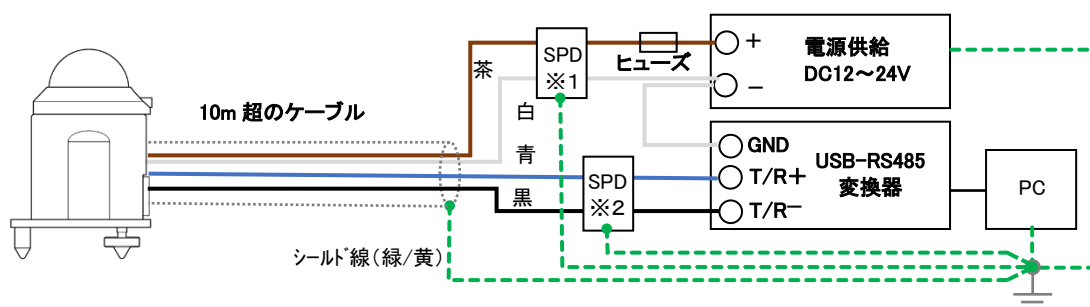 10m 超のケーブル
茶
白
青
黒
シールド線(緑/黄)
SPD
※1
ヒューズ
+
−
電源供給
DC12～24V
SPD
※2
GND
T/R+
T/R−
USB-RS485
変換器
PC